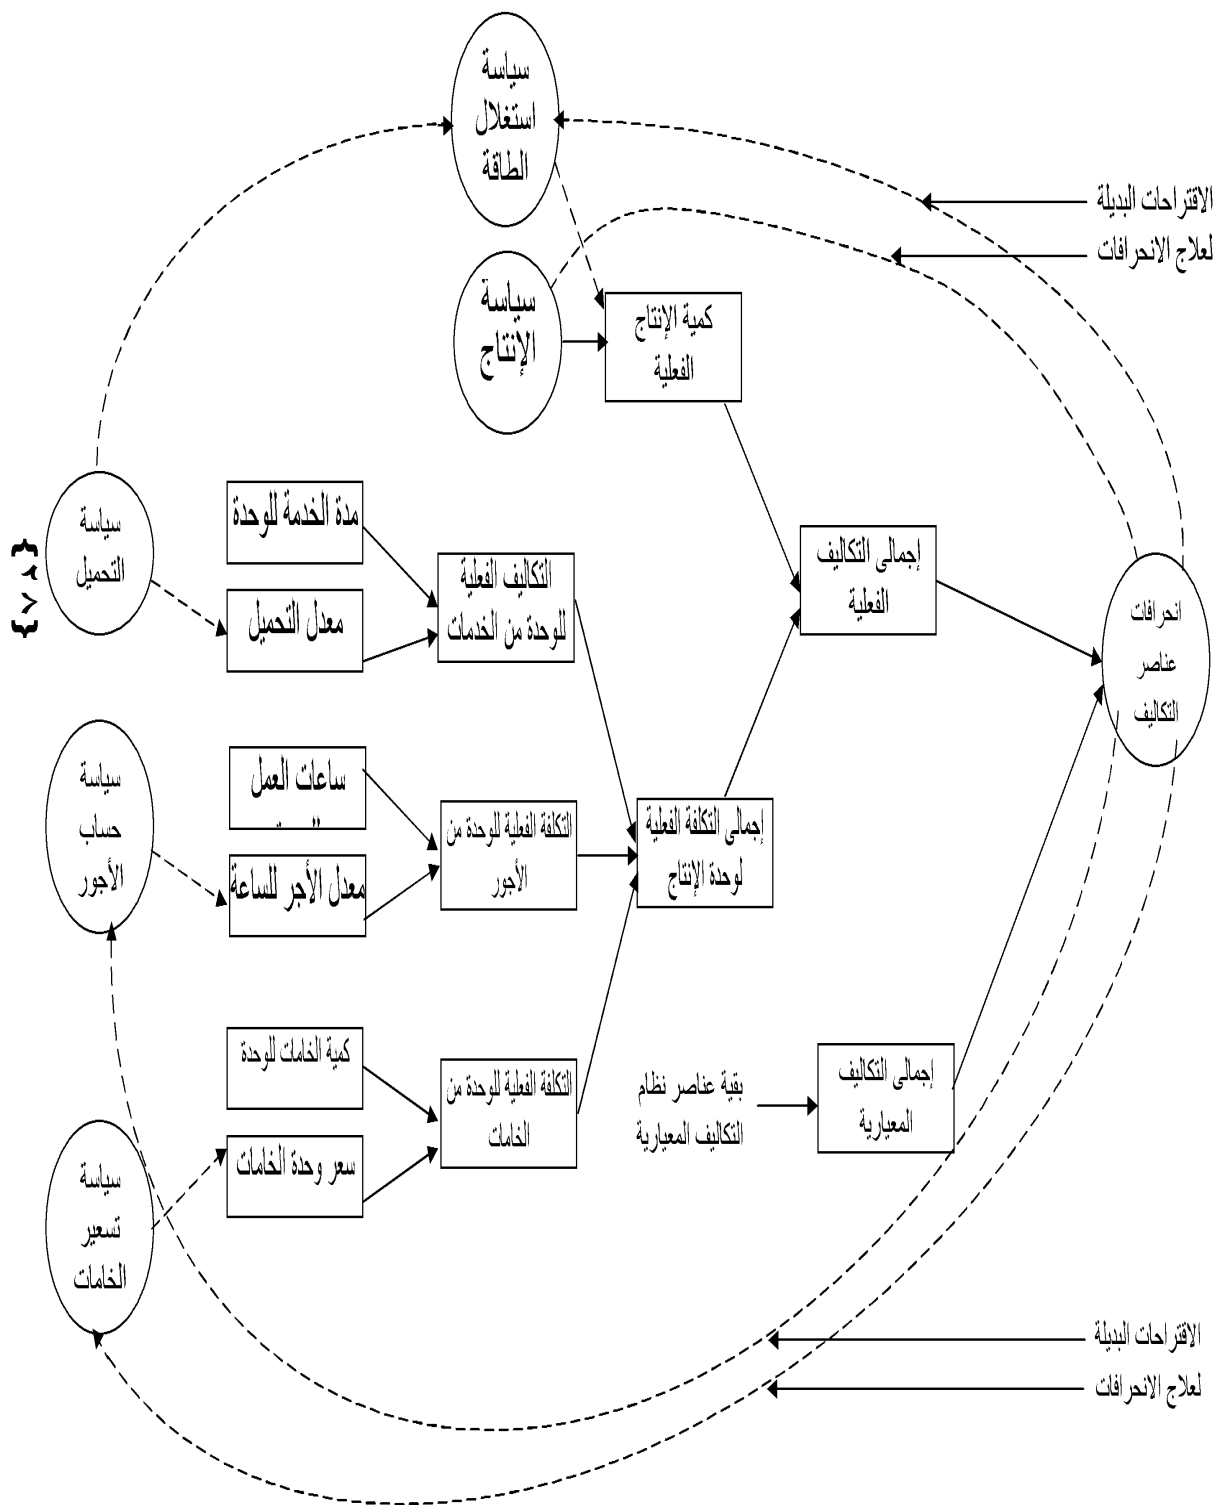 سياسة
استغلال
الطاقة
الاقتراحات البديلة
لعلاج الانحرافات
سياسة
الإنتاج
كمية الإنتاج
الفعلية
سياسة
التحميل
{٧٨}
مدة الخدمة للوحدة
معدل التحميل
التكاليف الفعلية
للوحدة من الخدمات
إجمالى التكاليف
الفعلية
انحرافات
عناصر
التكاليف
سياسة
حساب
الأجور
ساعات العمل
معدل الأجر للساعة
التكلفة الفعلية للوحدة من
الأجور
إجمالى التكلفة الفعلية
لوحدة الإنتاج
كمية الخامات للوحدة
سعر وحدة الخامات
التكلفة الفعلية للوحدة من
الخامات
بقية عناصر نظام
التكاليف المعيارية
إجمالى التكاليف
المعيارية
سياسة
تسعير
الخامات
الاقتراحات البديلة
لعلاج الانحرافات